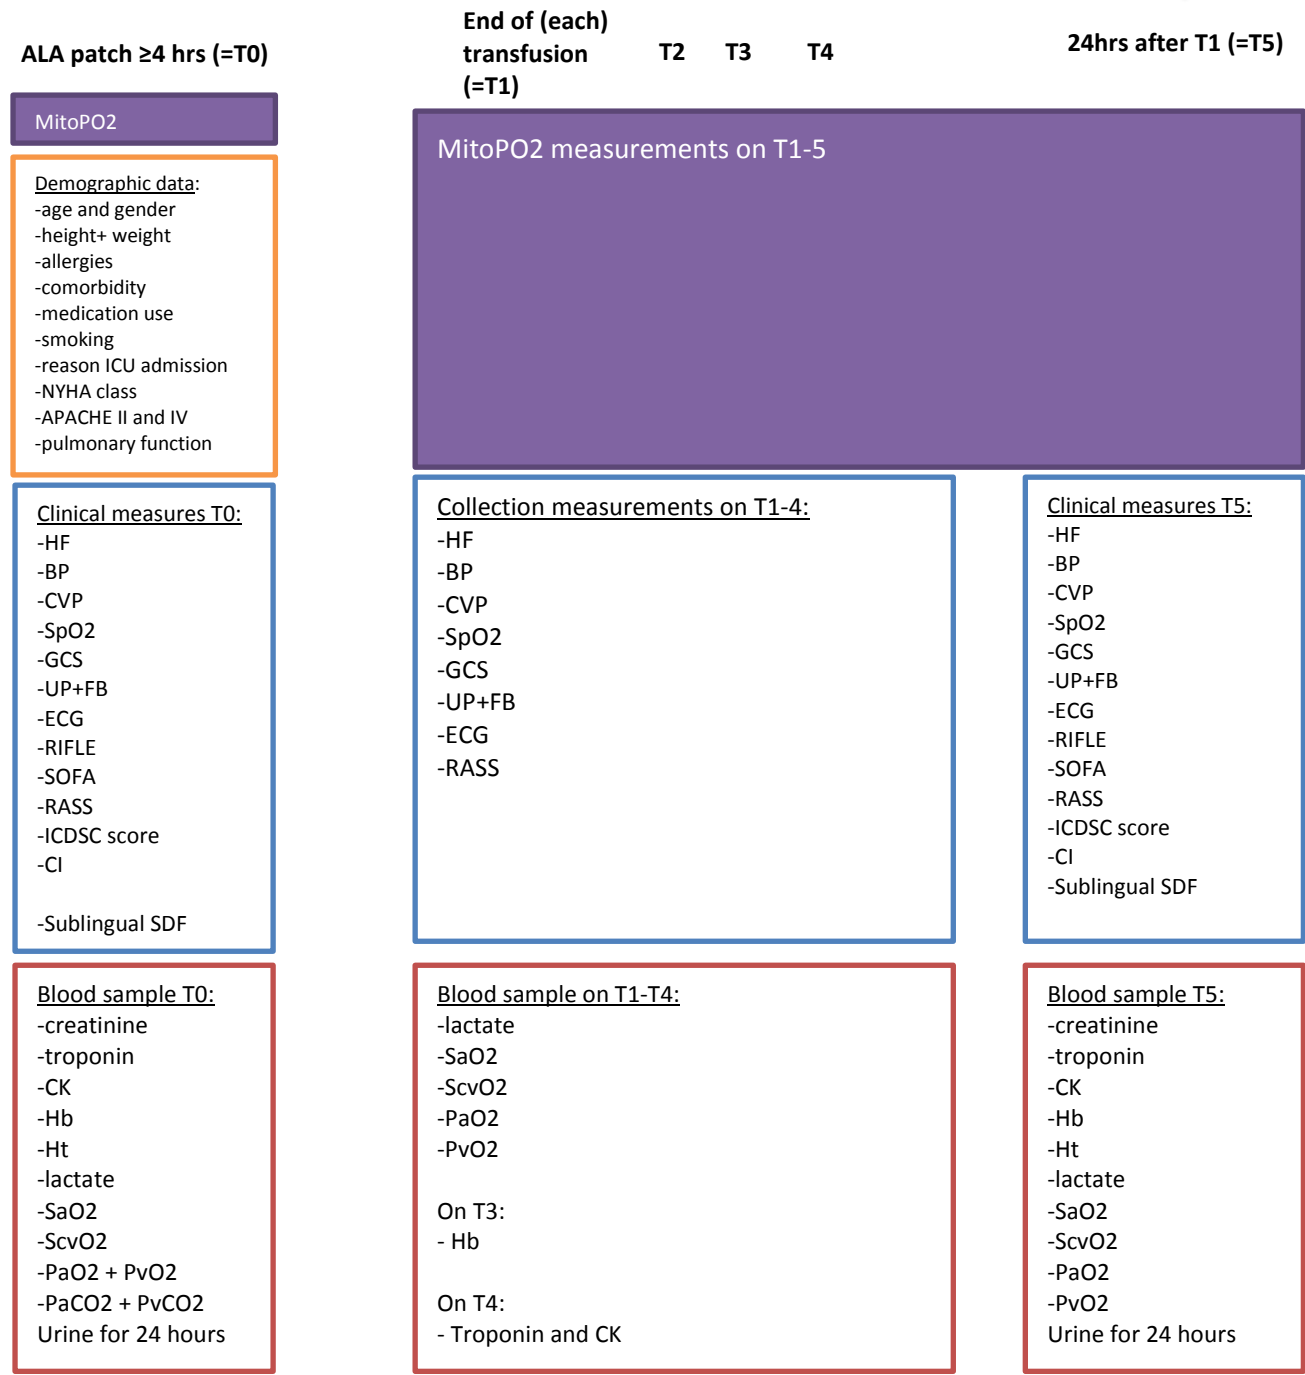 ALA patch ≥4 hrs (=T0)
End of (each)
transfusion
(=T1)
T2 T3 T4
24hrs after T1 (=T5)
MitoPO2
Demographic data:
-age and gender
-height+ weight
-allergies
-comorbidity
-medication use
-smoking
-reason ICU admission
-NYHA class
-APACHE II and IV
-pulmonary function
MitoPO2 measurements on T1-5
Clinical measures T0:
-HF
-BP
-CVP
-SpO2
-GCS
-UP+FB
-ECG
-RIFLE
-SOFA
-RASS
-ICDSC score
-CI
-Sublingual SDF
Collection measurements on T1-4:
-HF
-BP
-CVP
-SpO2
-GCS
-UP+FB
-ECG
-RASS
Clinical measures T5:
-HF
-BP
-CVP
-SpO2
-GCS
-UP+FB
-ECG
-RIFLE
-SOFA
-RASS
-ICDSC score
-CI
-Sublingual SDF
Blood sample T0:
-creatinine
-troponin
-CK
-Hb
-Ht
-lactate
-SaO2
-ScvO2
-PaO2 + PvO2
-PaCO2 + PvCO2
Urine for 24 hours
Blood sample on T1-T4:
-lactate
-SaO2
-ScvO2
-PaO2
-PvO2
On T3:
- Hb
On T4:
- Troponin and CK
Blood sample T5:
-creatinine
-troponin
-CK
-Hb
-Ht
-lactate
-SaO2
-ScvO2
-PaO2
-PvO2
Urine for 24 hours